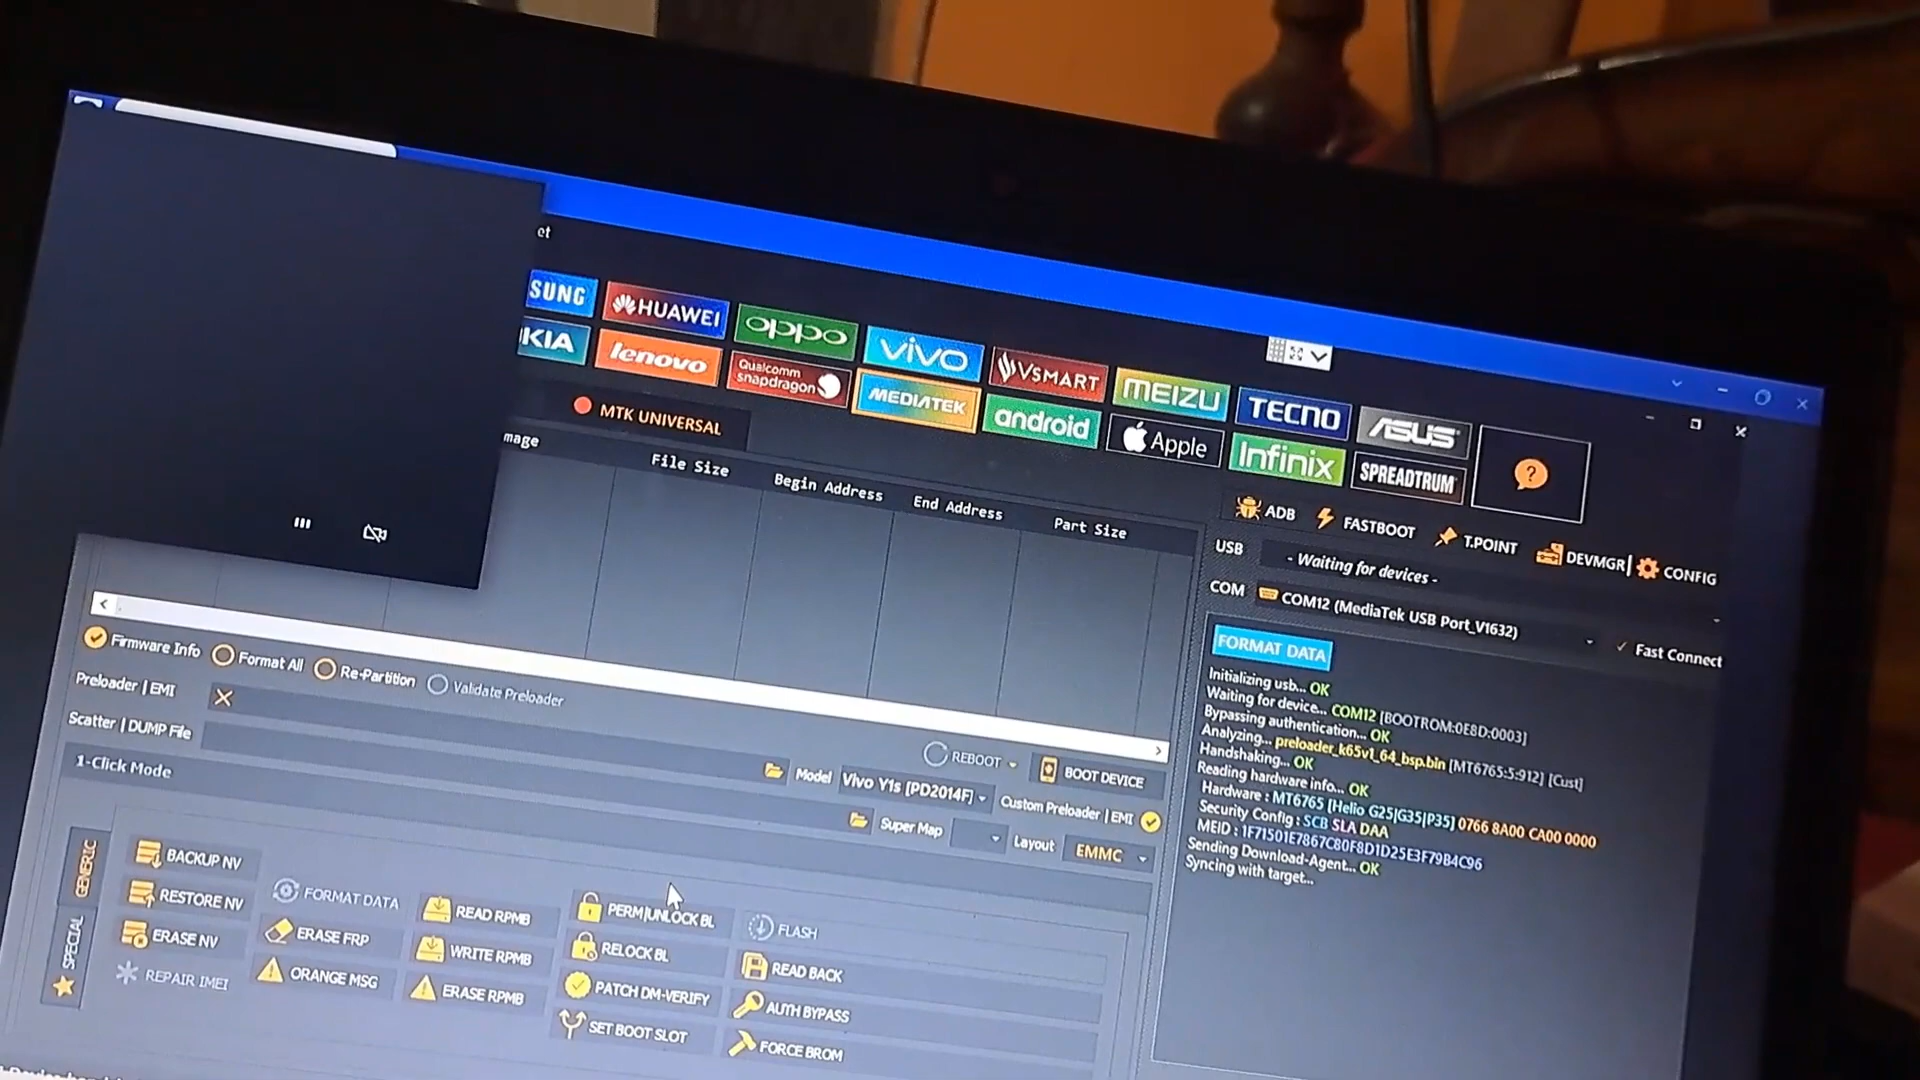 et
SUNG HUAWEI oppo vivo VSMART MEIZU TECNO ASUS
KIA lenovo Qualcomm snapdragon MEDIATEK android Apple Infinix SPREADTRUM
?
MTK UNIVERSAL
mage File Size Begin Address End Address Part Size
ADB FASTBOOT T.POINT DEVMGR CONFIG
USB - Waiting for devices -
COM COM12 (MediaTek USB Port_V1632)
Fast Connect
FORMAT DATA
Initializing usb... OK
Waiting for device... COM12 [BOOTROM:0E8D:0003]
Bypassing authentication... OK
Analyzing... preloader_k65v1_64_bsp.bin [MT6765:5:912] [Cust]
Handshaking... OK
Reading hardware info... OK
Hardware : MT6765 [Helio G25|G35|P35] 0766 8A00 CA00 0000
Security Config : SCB SLA DAA
MEID : 1F71501E7867C80F8D1D25E3F79B4C96
Sending Download-Agent... OK
Syncing with target...
Firmware Info Format All Re-Partition Validate Preloader
Preloader | EMI
Scatter | DUMP File
REBOOT BOOT DEVICE
Model Vivo Y1s [PD2014F] Custom Preloader | EMI
Super Map Layout EMMC
1-Click Mode
GENERIC
SPECIAL
BACKUP NV
RESTORE NV
ERASE NV
REPAIR IMEI
FORMAT DATA
ERASE FRP
ORANGE MSG
READ RPMB
WRITE RPMB
ERASE RPMB
PERM|UNLOCK BL
RELOCK BL
PATCH DM-VERIFY
SET BOOT SLOT
FLASH
READ BACK
AUTH BYPASS
FORCE BROM